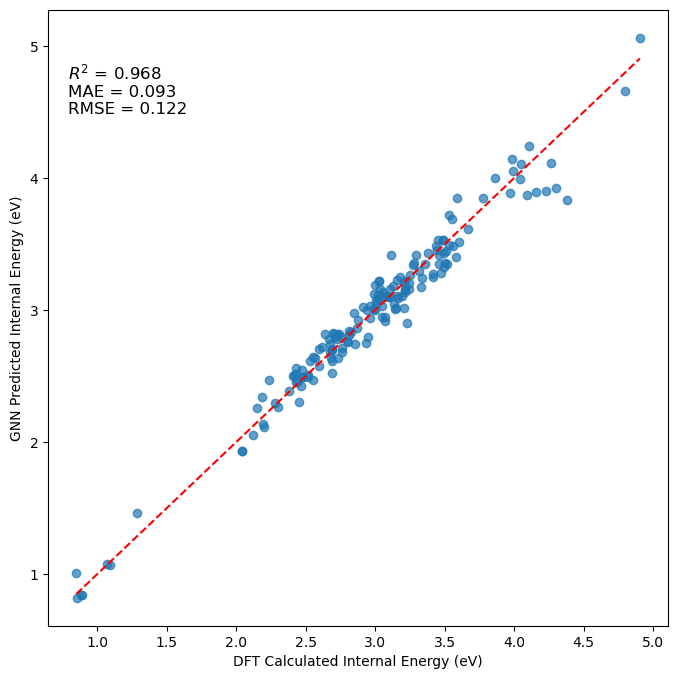 R² = 0.968
MAE = 0.093
RMSE = 0.122
GNN Predicted Internal Energy (eV)
5
4
3
2
1
1.0 1.5 2.0 2.5 3.0 3.5 4.0 4.5 5.0
DFT Calculated Internal Energy (eV)